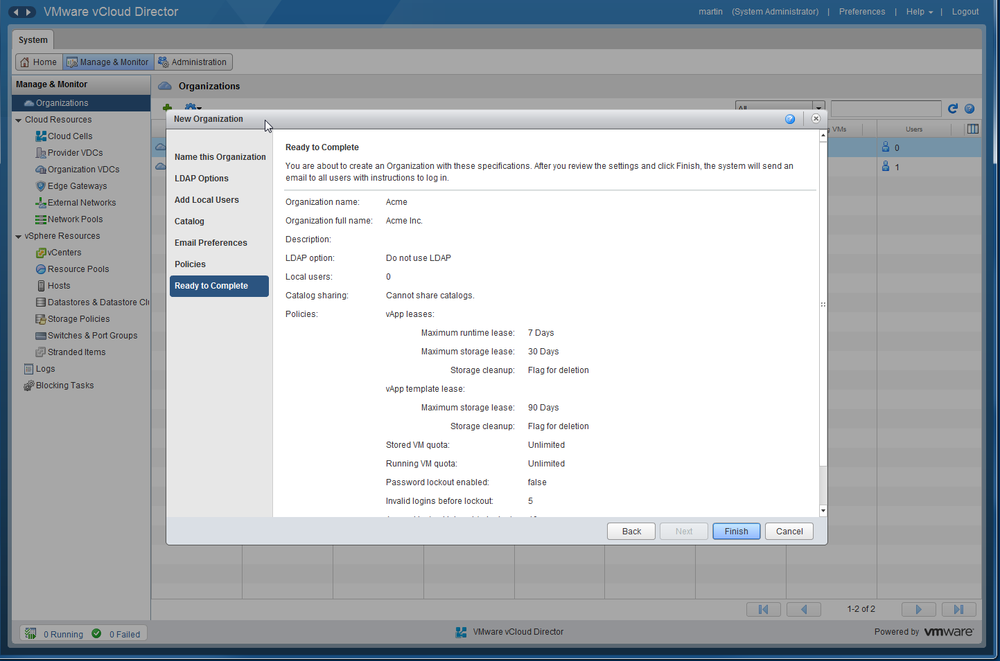 VMware vCloud Director
martin (System Administrator) | Preferences | Help | Logout
System
Home Manage & Monitor Administration
Manage & Monitor
Organizations
Cloud Resources
Cloud Cells
Provider VDCs
Organization VDCs
Edge Gateways
External Networks
Network Pools
vSphere Resources
vCenters
Resource Pools
Hosts
Datastores & Datastore Clu
Storage Policies
Switches & Port Groups
Stranded Items
Logs
Blocking Tasks
Organizations
All
VMs Users
0
1
New Organization
Name this Organization
LDAP Options
Add Local Users
Catalog
Email Preferences
Policies
Ready to Complete
Ready to Complete
You are about to create an Organization with these specifications. After you review the settings and click Finish, the system will send an
email to all users with instructions to log in.
Organization name: Acme
Organization full name: Acme Inc.
Description:
LDAP option: Do not use LDAP
Local users: 0
Catalog sharing: Cannot share catalogs.
Policies: vApp leases:
Maximum runtime lease: 7 Days
Maximum storage lease: 30 Days
Storage cleanup: Flag for deletion
vApp template lease:
Maximum storage lease: 90 Days
Storage cleanup: Flag for deletion
Stored VM quota: Unlimited
Running VM quota: Unlimited
Password lockout enabled: false
Invalid logins before lockout: 5
Back Next Finish Cancel
1-2 of 2
0 Running 0 Failed
VMware vCloud Director
Powered by vmware